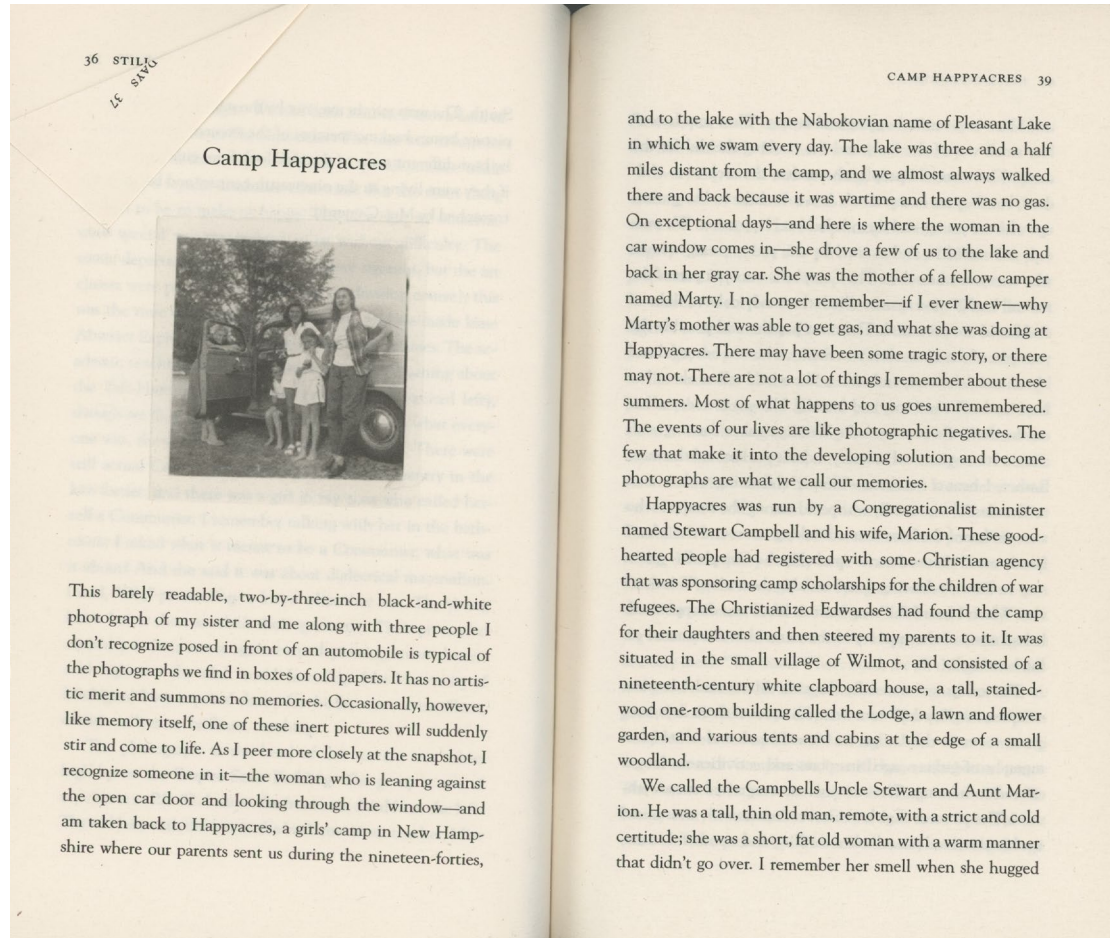 36 STILL
DAYS 37
Camp Happyacres
This barely readable, two-by-three-inch black-and-white
photograph of my sister and me along with three people I
don't recognize posed in front of an automobile is typical of
the photographs we find in boxes of old papers. It has no artis-
tic merit and summons no memories. Occasionally, however,
like memory itself, one of these inert pictures will suddenly
stir and come to life. As I peer more closely at the snapshot, I
recognize someone in it—the woman who is leaning against
the open car door and looking through the window—and
am taken back to Happyacres, a girls' camp in New Hamp-
shire where our parents sent us during the nineteen-forties,
CAMP HAPPYACRES 39
and to the lake with the Nabokovian name of Pleasant Lake
in which we swam every day. The lake was three and a half
miles distant from the camp, and we almost always walked
there and back because it was wartime and there was no gas.
On exceptional days—and here is where the woman in the
car window comes in—she drove a few of us to the lake and
back in her gray car. She was the mother of a fellow camper
named Marty. I no longer remember—if I ever knew—why
Marty's mother was able to get gas, and what she was doing at
Happyacres. There may have been some tragic story, or there
may not. There are not a lot of things I remember about these
summers. Most of what happens to us goes unremembered.
The events of our lives are like photographic negatives. The
few that make it into the developing solution and become
photographs are what we call our memories.
Happyacres was run by a Congregationalist minister
named Stewart Campbell and his wife, Marion. These good-
hearted people had registered with some Christian agency
that was sponsoring camp scholarships for the children of war
refugees. The Christianized Edwardses had found the camp
for their daughters and then steered my parents to it. It was
situated in the small village of Wilmot, and consisted of a
nineteenth-century white clapboard house, a tall, stained-
wood one-room building called the Lodge, a lawn and flower
garden, and various tents and cabins at the edge of a small
woodland.
We called the Campbells Uncle Stewart and Aunt Mar-
ion. He was a tall, thin old man, remote, with a strict and cold
certitude; she was a short, fat old woman with a warm manner
that didn't go over. I remember her smell when she hugged